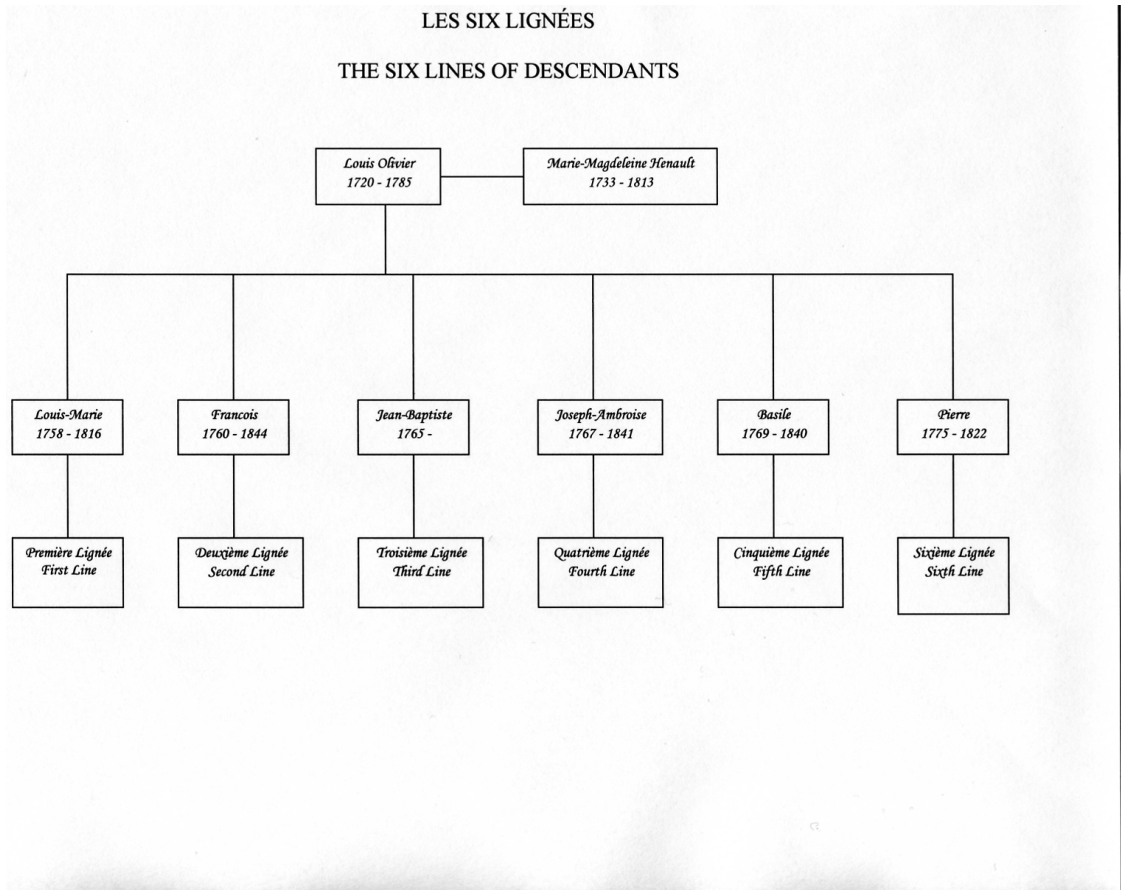 LES SIX LIGNÉES
THE SIX LINES OF DESCENDANTS
Louis Olivier
1720 - 1785
Marie-Magdeleine Henault
1733 - 1813
Louis-Marie
1758 - 1816
Francois
1760 - 1844
Jean-Baptiste
1765 -
Joseph-Ambroise
1767 - 1841
Basile
1769 - 1840
Pierre
1775 - 1822
Première Lignée
First Line
Deuxième Lignée
Second Line
Troisième Lignée
Third Line
Quatrième Lignée
Fourth Line
Cinquième Lignée
Fifth Line
Sixième Lignée
Sixth Line